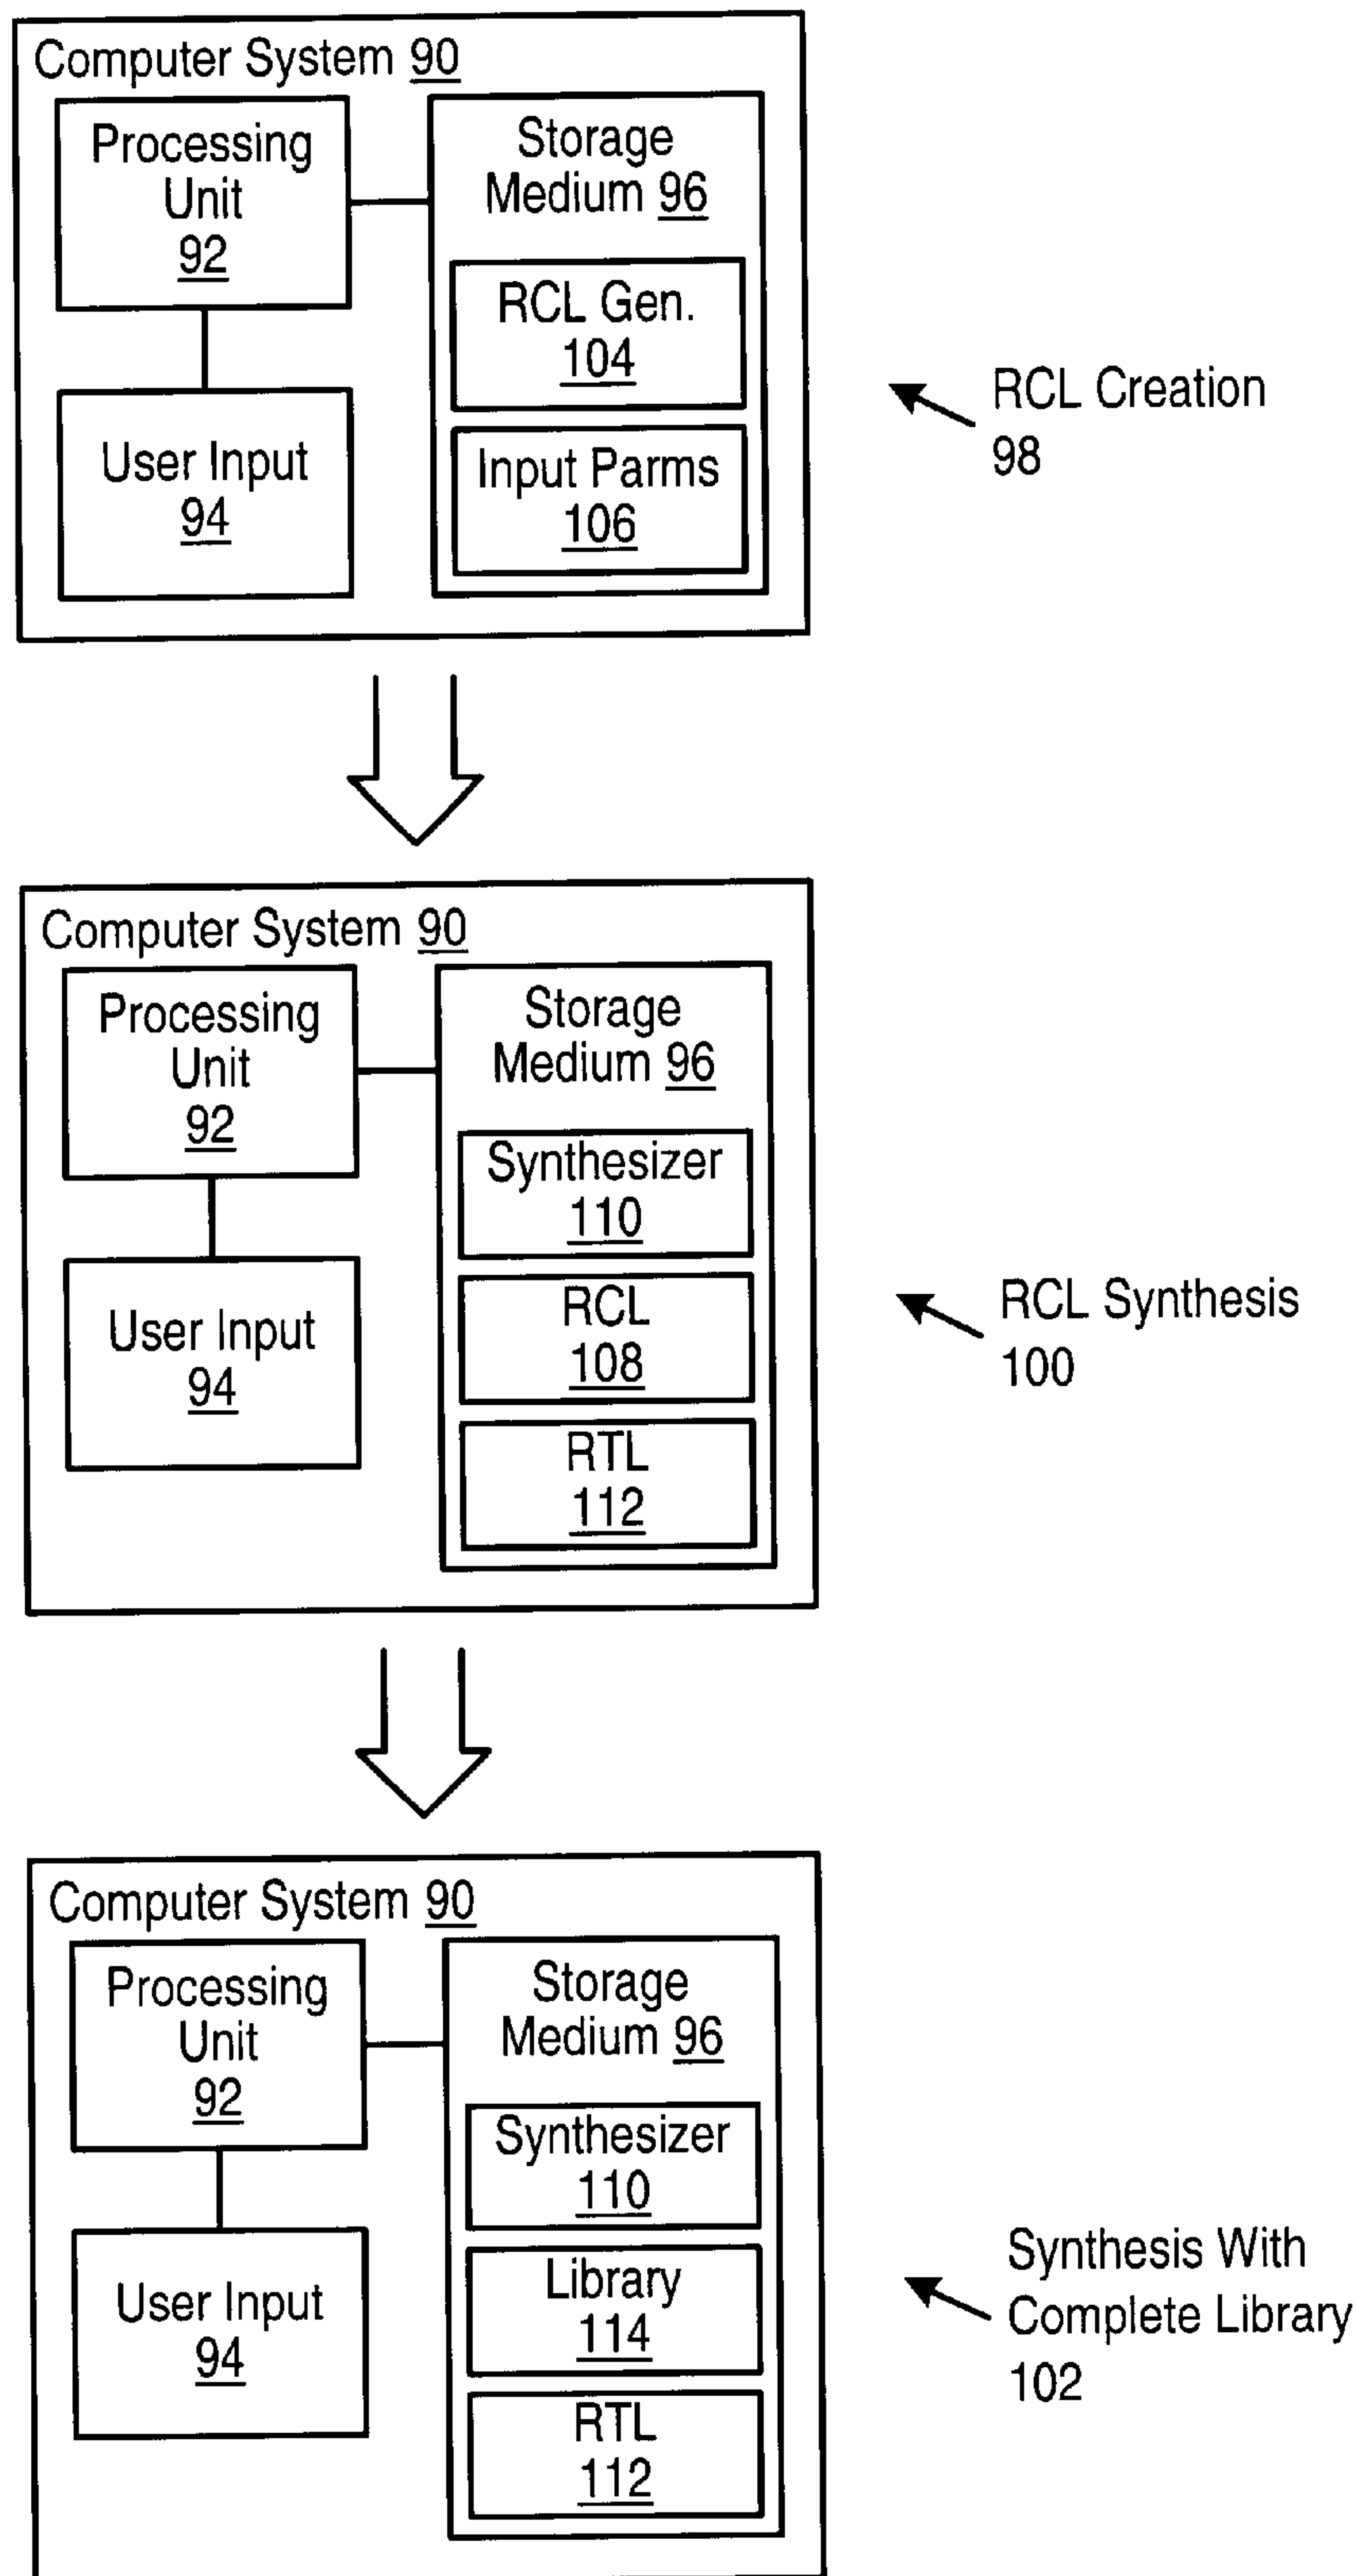 Computer System 90
Processing
Unit
92
User Input
94
Storage
Medium 96
RCL Gen.
104
Input Parms
106
RCL Creation
98
Computer System 90
Processing
Unit
92
User Input
94
Storage
Medium 96
Synthesizer
110
RCL
108
RTL
112
RCL Synthesis
100
Computer System 90
Processing
Unit
92
User Input
94
Storage
Medium 96
Synthesizer
110
Library
114
RTL
112
Synthesis With
Complete Library
102